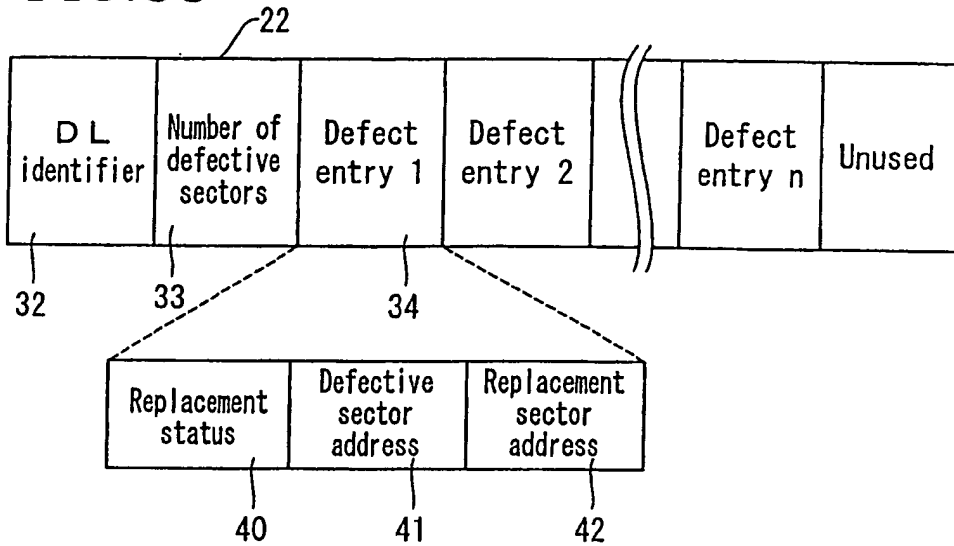 22
DL
identifier
Number of
defective
sectors
Defect
entry 1
Defect
entry 2
Defect
entry n
Unused
32
33
34
Replacement
status
Defective
sector
address
Replacement
sector
address
40
41
42